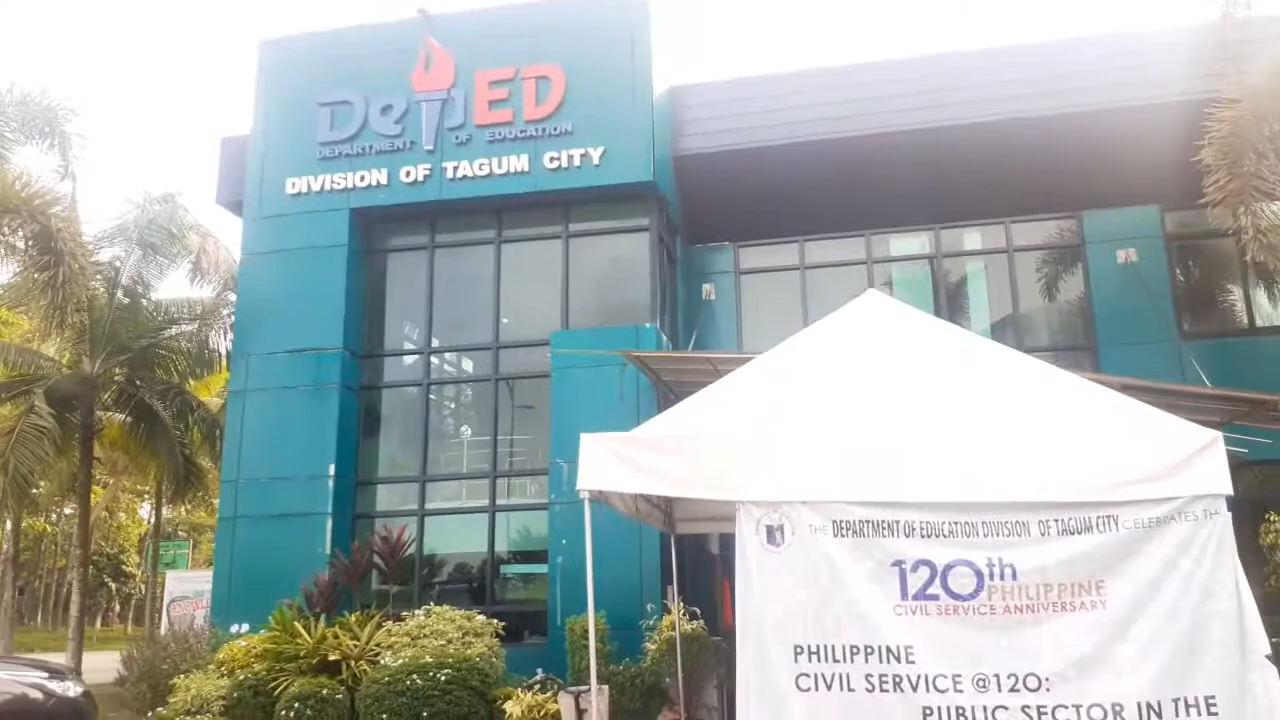 DepED
DEPARTMENT OF EDUCATION
DIVISION OF TAGUM CITY
THE DEPARTMENT OF EDUCATION DIVISION OF TAGUM CITY CELEBRATES TH
120th
PHILIPPINE
CIVIL SERVICE ANNIVERSARY
PHILIPPINE
CIVIL SERVICE @120:
PUBLIC SECTOR IN THE